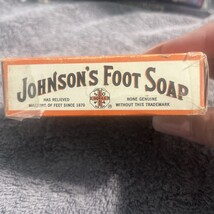 JOHNSON'S FOOT SOAP
HAS RELIEVED
MILLIONS OF FEET SINCE 1870
NONE GENUINE
WITHOUT THIS TRADEMARK